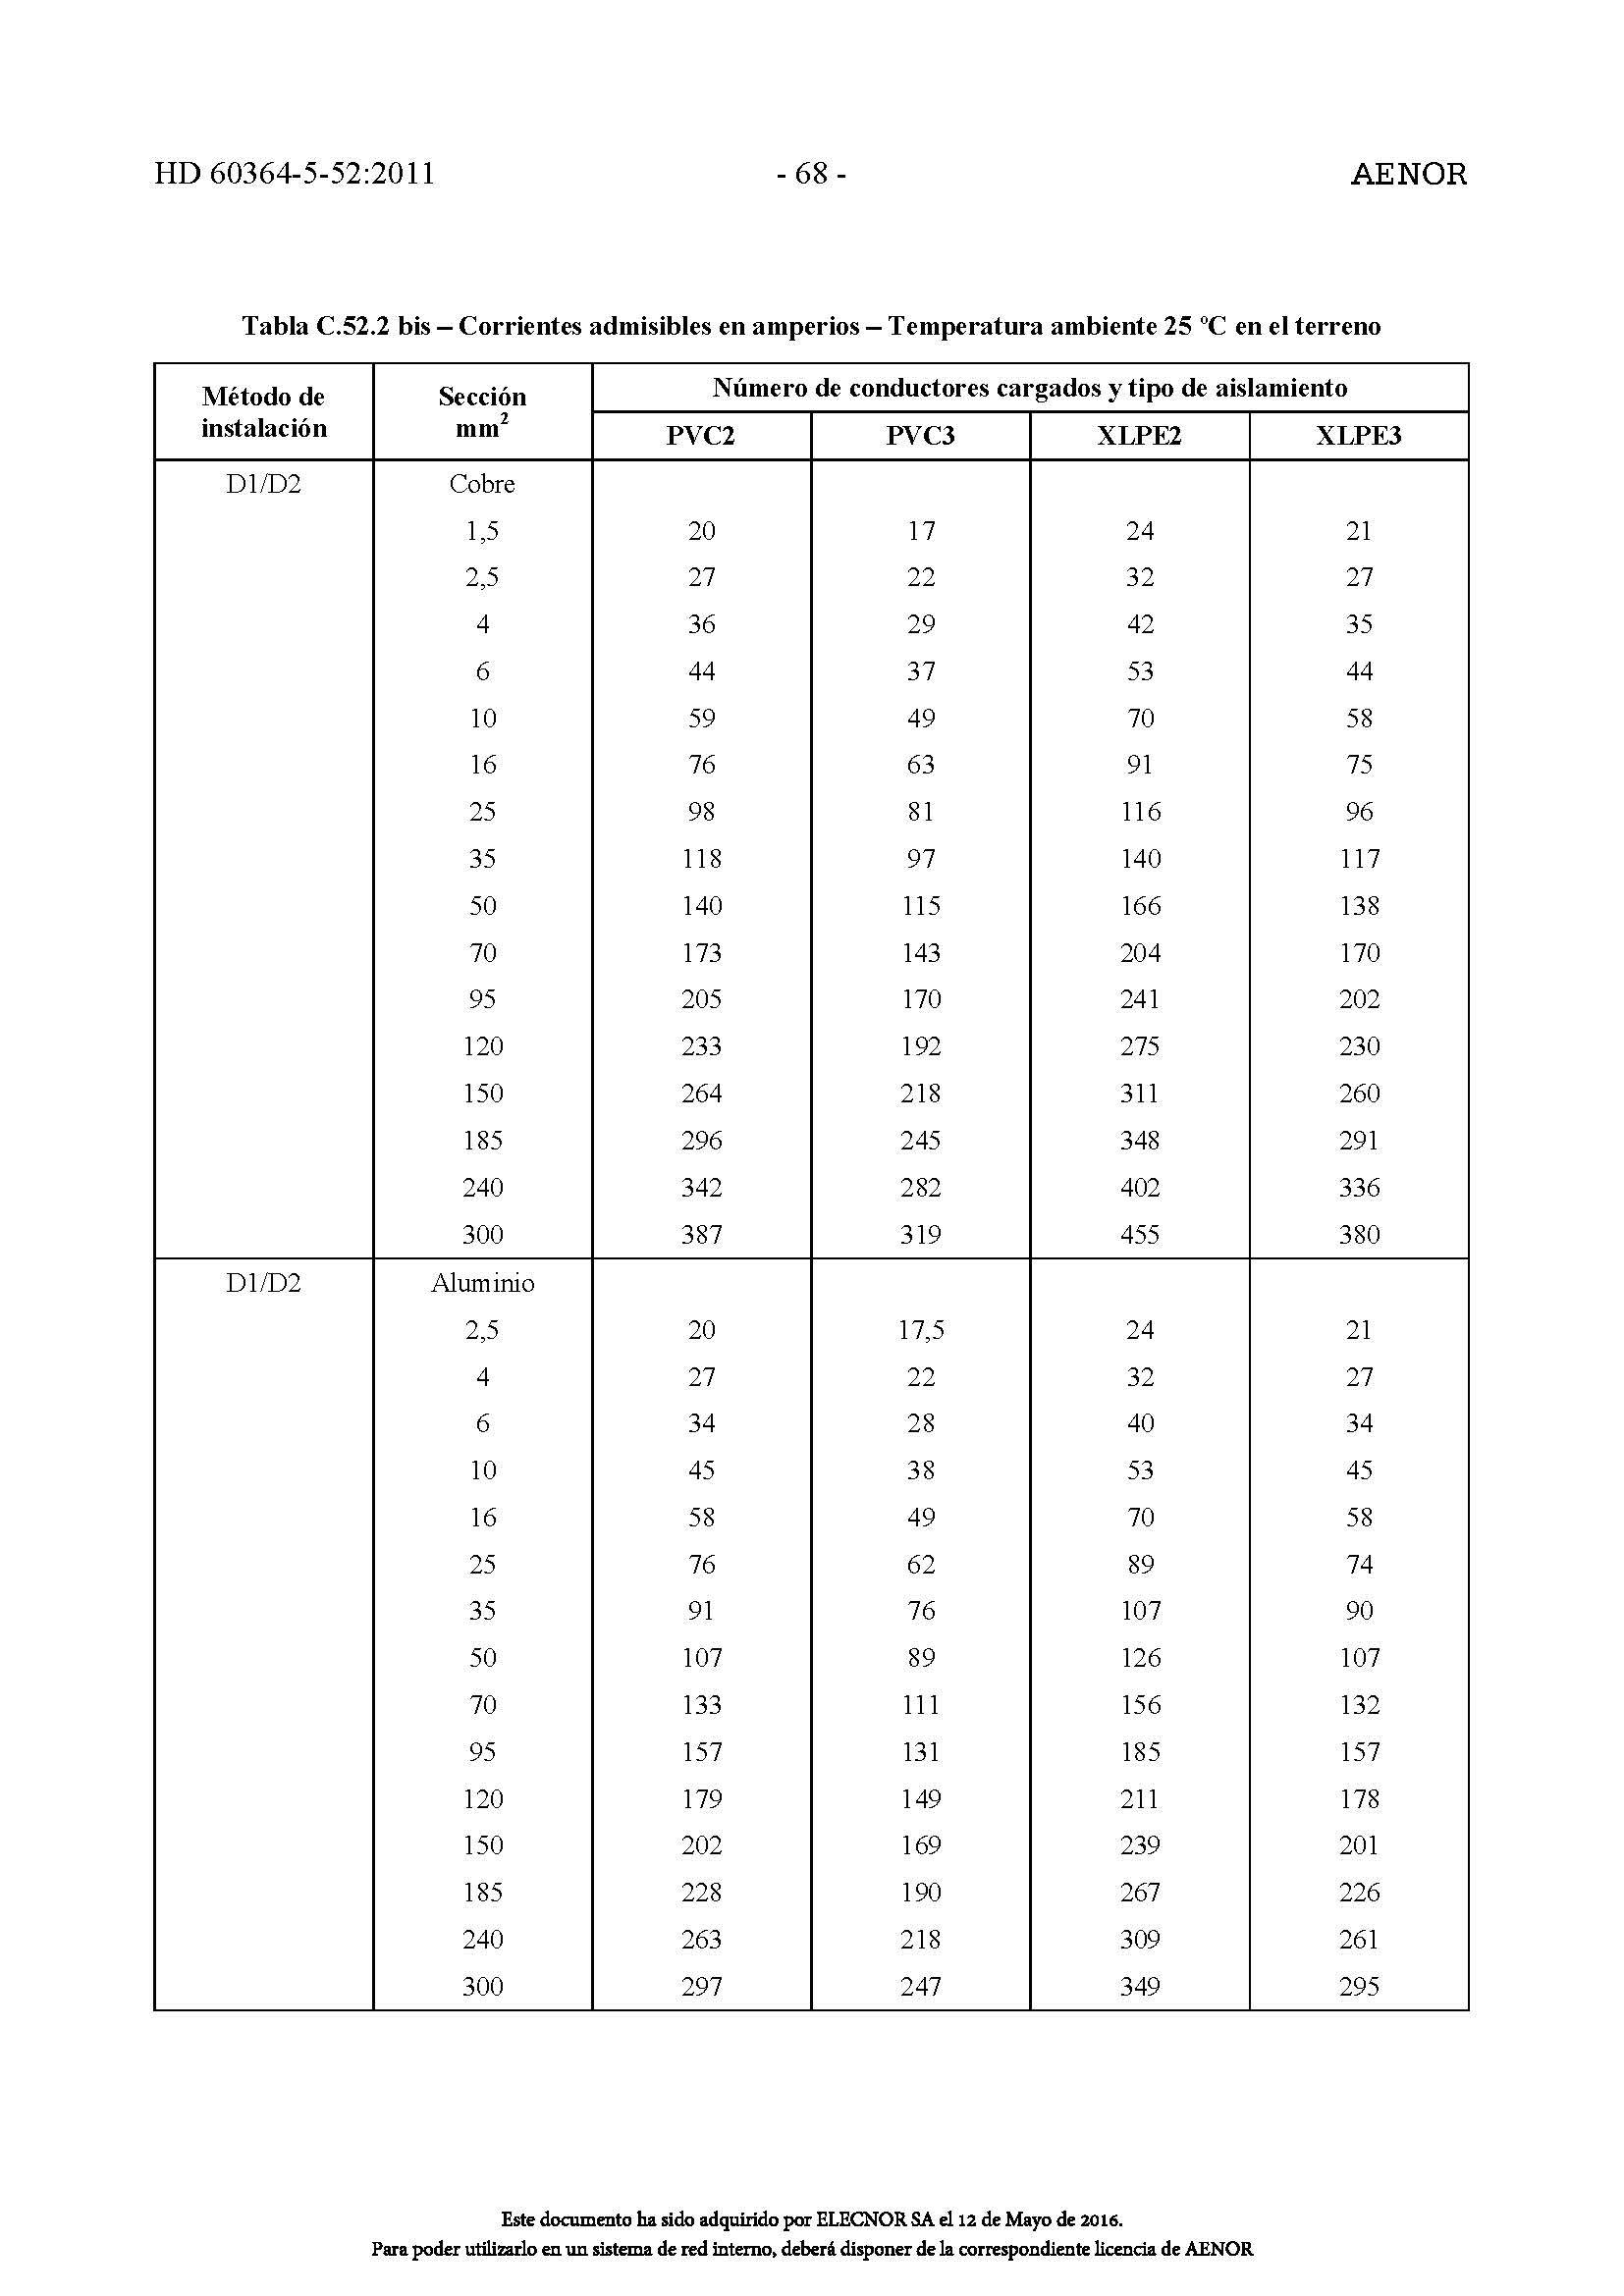 HD 60364-5-52:2011 - 68 - AENOR
Tabla C.52.2 bis – Corrientes admisibles en amperios – Temperatura ambiente 25 ºC en el terreno
Método de instalación Sección mm² Número de conductores cargados y tipo de aislamiento
PVC2 PVC3 XLPE2 XLPE3
D1/D2 Cobre
1,5 20 17 24 21
2,5 27 22 32 27
4 36 29 42 35
6 44 37 53 44
10 59 49 70 58
16 76 63 91 75
25 98 81 116 96
35 118 97 140 117
50 140 115 166 138
70 173 143 204 170
95 205 170 241 202
120 233 192 275 230
150 264 218 311 260
185 296 245 348 291
240 342 282 402 336
300 387 319 455 380
D1/D2 Aluminio
2,5 20 17,5 24 21
4 27 22 32 27
6 34 28 40 34
10 45 38 53 45
16 58 49 70 58
25 76 62 89 74
35 91 76 107 90
50 107 89 126 107
70 133 111 156 132
95 157 131 185 157
120 179 149 211 178
150 202 169 239 201
185 228 190 267 226
240 263 218 309 261
300 297 247 349 295
Este documento ha sido adquirido por ELECNOR SA el 12 de Mayo de 2016.
Para poder utilizarlo en un sistema de red interno, deberá disponer de la correspondiente licencia de AENOR